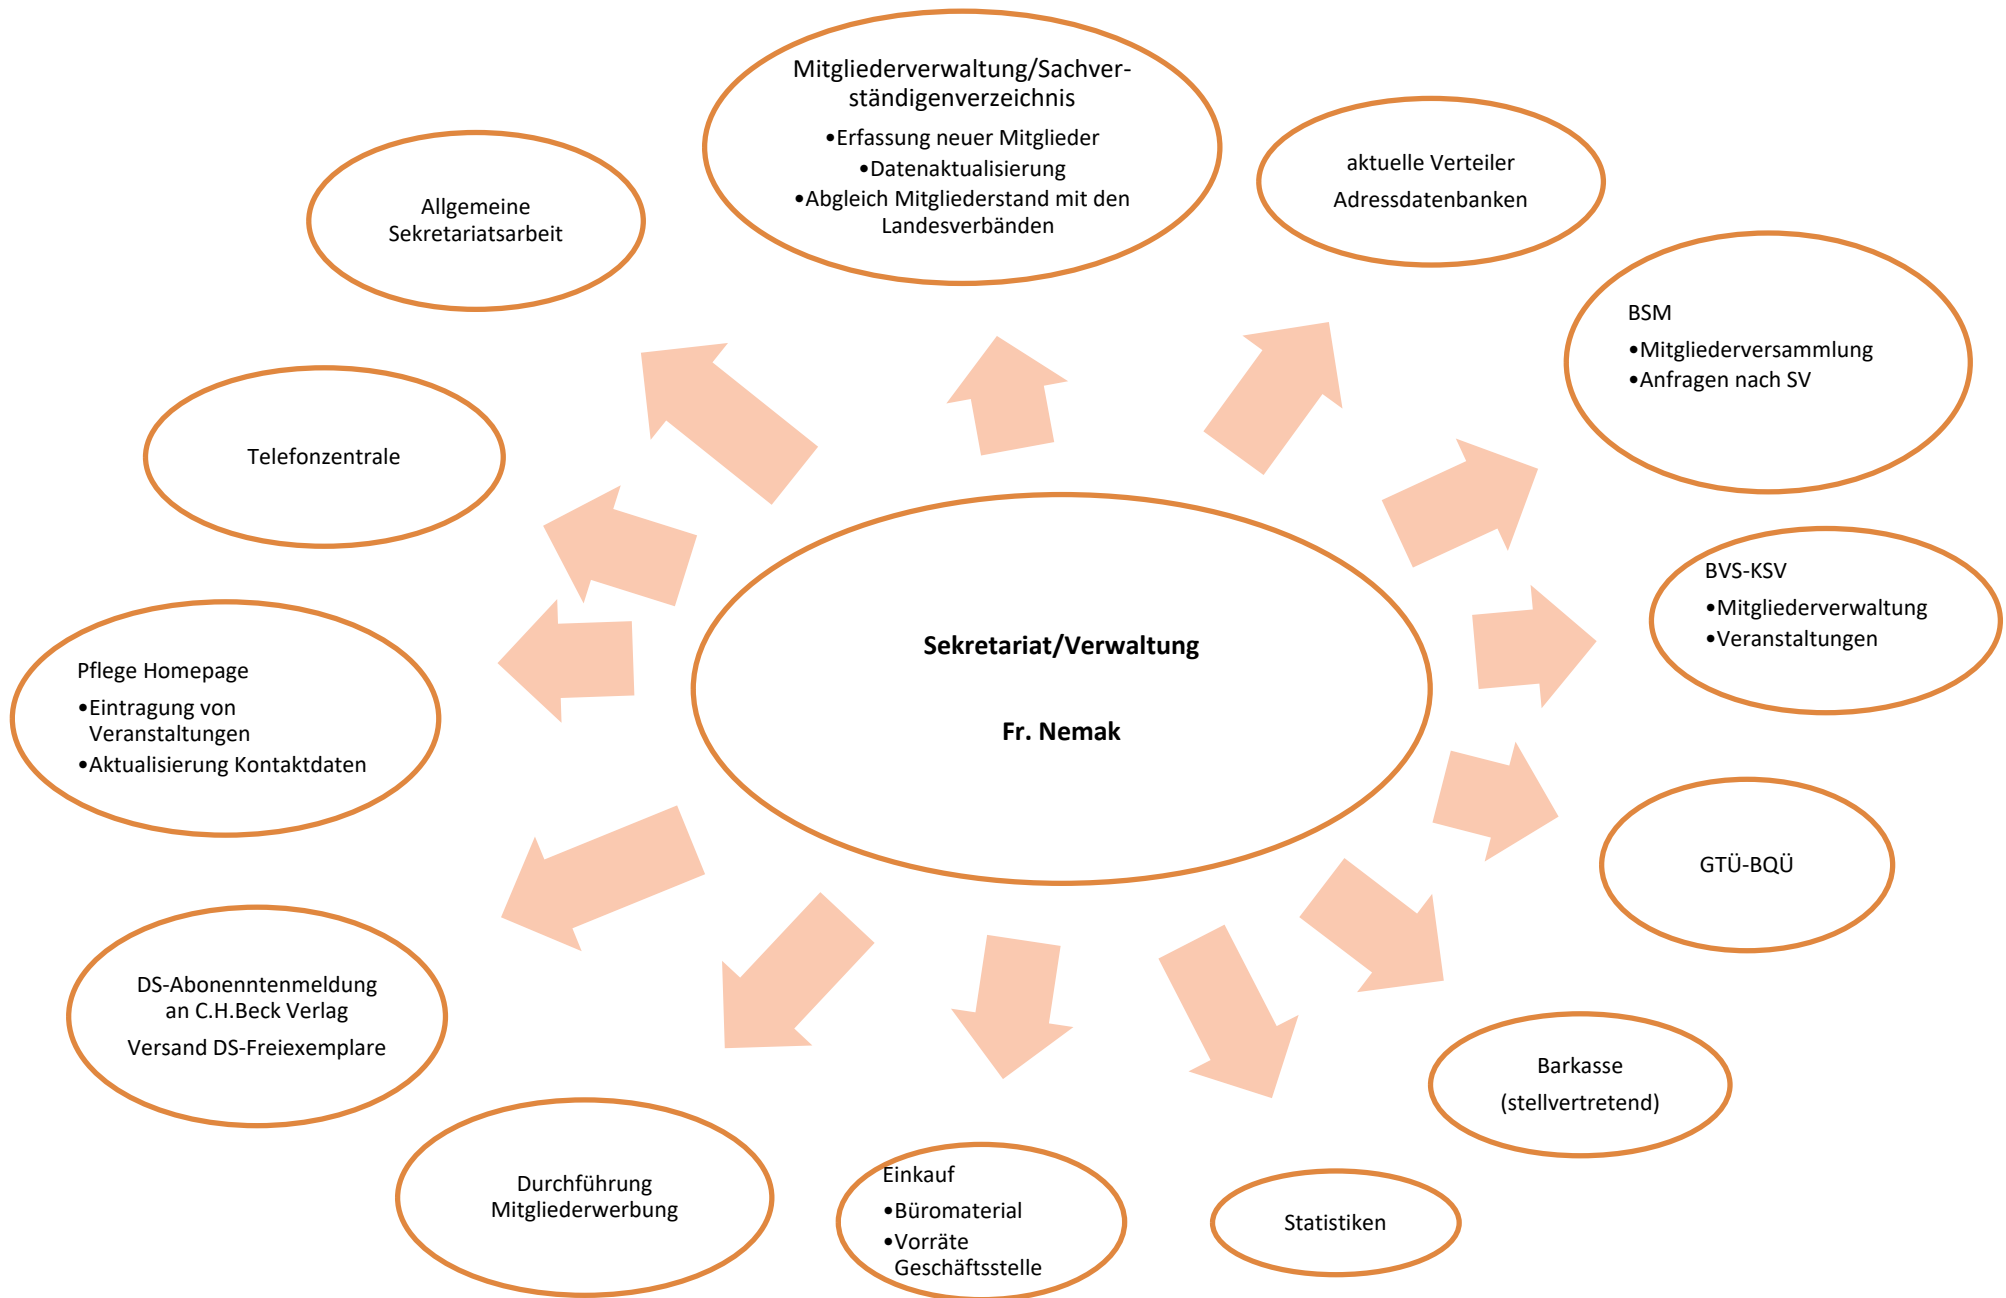 Mitgliederverwaltung/Sachver-
ständigenverzeichnis
•Erfassung neuer Mitglieder
•Datenaktualisierung
•Abgleich Mitgliederstand mit den
Landesverbänden
aktuelle Verteiler
Adressdatenbanken
BSM
•Mitgliederversammlung
•Anfragen nach SV
BVS-KSV
•Mitgliederverwaltung
•Veranstaltungen
GTÜ-BQÜ
Barkasse
(stellvertretend)
Statistiken
Einkauf
•Büromaterial
•Vorräte
Geschäftsstelle
Durchführung
Mitgliederwerbung
DS-Abonenntenmeldung
an C.H.Beck Verlag
Versand DS-Freiexemplare
Pflege Homepage
•Eintragung von
Veranstaltungen
•Aktualisierung Kontaktdaten
Telefonzentrale
Allgemeine
Sekretariatsarbeit
Sekretariat/Verwaltung
Fr. Nemak